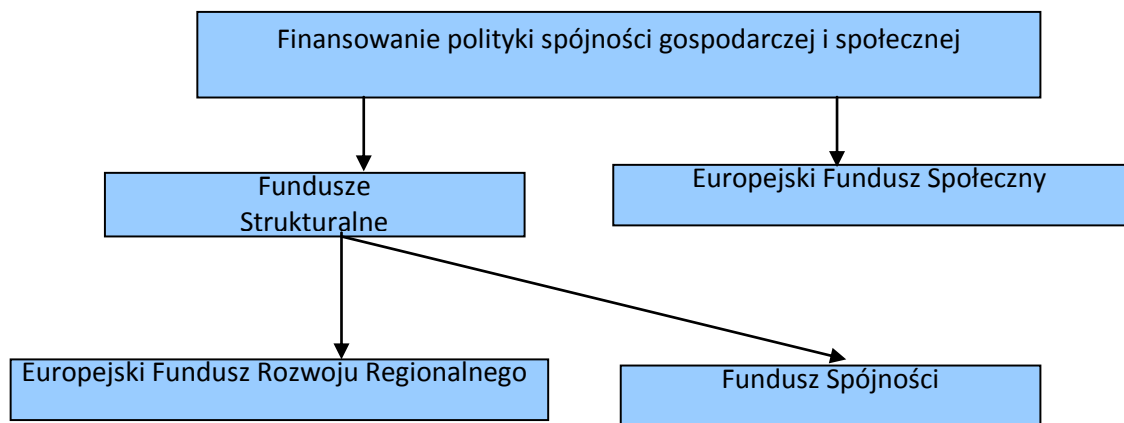 Finansowanie polityki spójności gospodarczej i społecznej
Fundusze
Strukturalne
Europejski Fundusz Społeczny
Europejski Fundusz Rozwoju Regionalnego
Fundusz Spójności